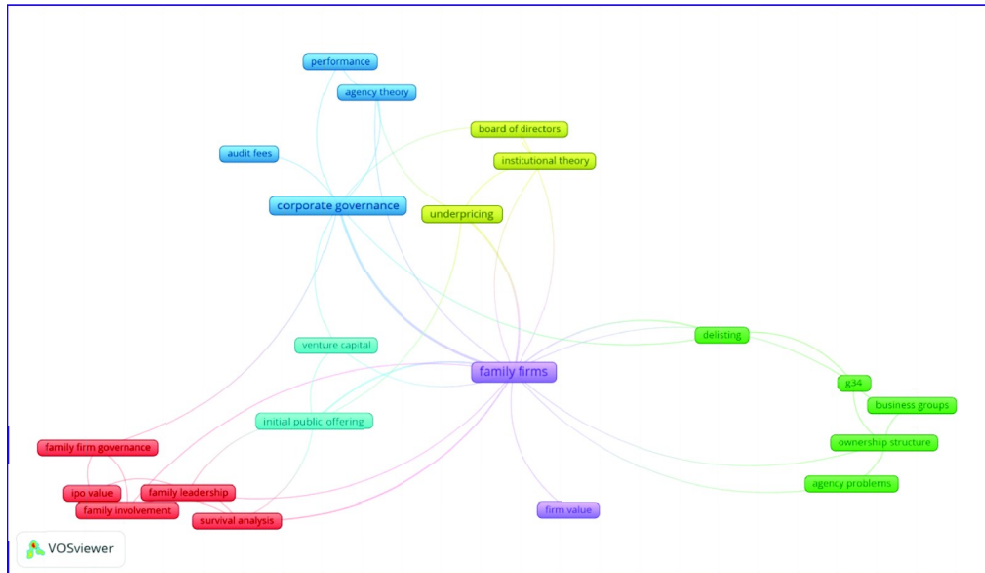 performance
agency theory
board of directors
audit fees
institutional theory
corporate governance
underpricing
delisting
venture capital
family firms
g34
business groups
initial public offering
ownership structure
family firm governance
agency problems
ipo value
family leadership
family involvement
firm value
survival analysis
VOSviewer